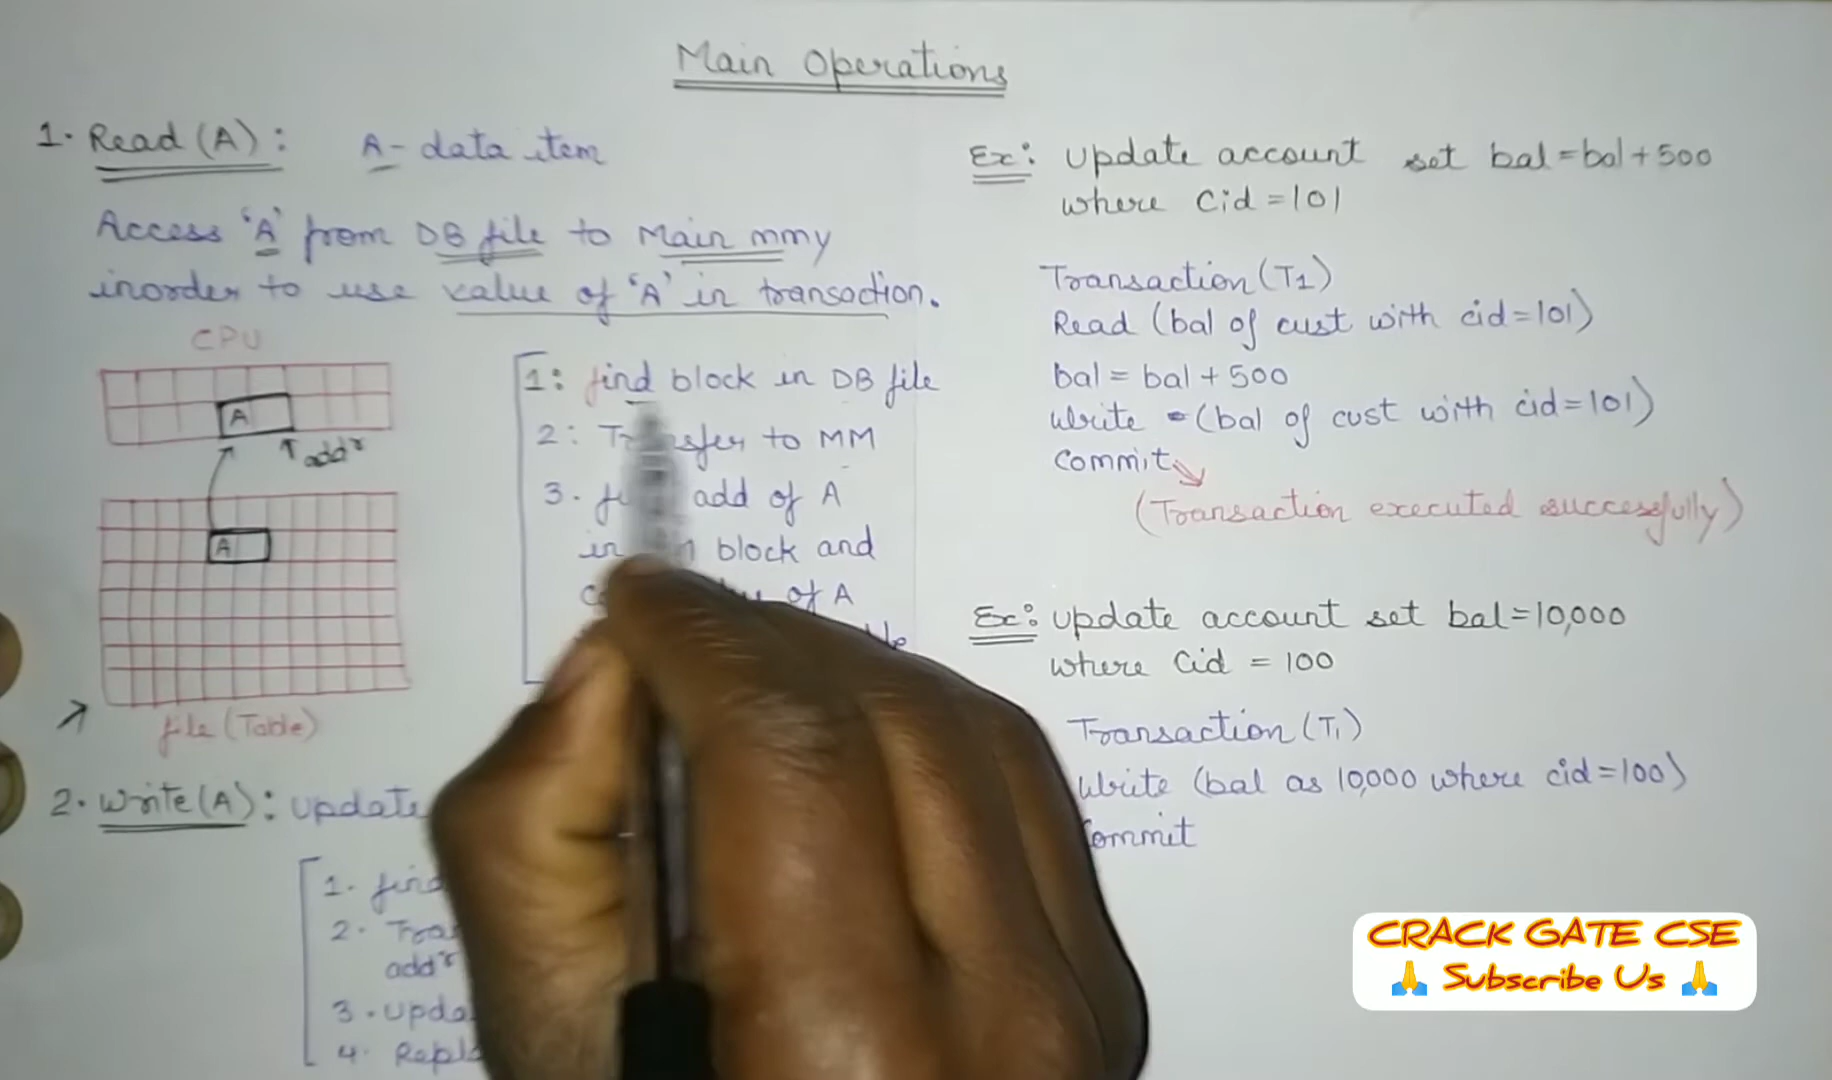 Main Operations
1. Read (A): A- data item
Access 'A' from DB file to Main mmy
inorder to use value of 'A' in transaction.
CPU
A
addr
A
file (Table)
1: find block in DB file
2: Transfer to MM
3. add of A
block and
of A
2. Write(A): Update
1. find
2.
addr
3.
4.
Ex: Update account set bal=bal+500
where Cid=101
Transaction (T1)
Read (bal of cust with cid=101)
bal = bal + 500
Write (bal of cust with cid=101)
Commit
(Transaction executed successfully)
Ex: Update account set bal=10,000
where Cid = 100
Transaction (T1)
Write (bal as 10,000 where cid=100)
Commit
CRACK GATE CSE
🙏 Subscribe Us 🙏